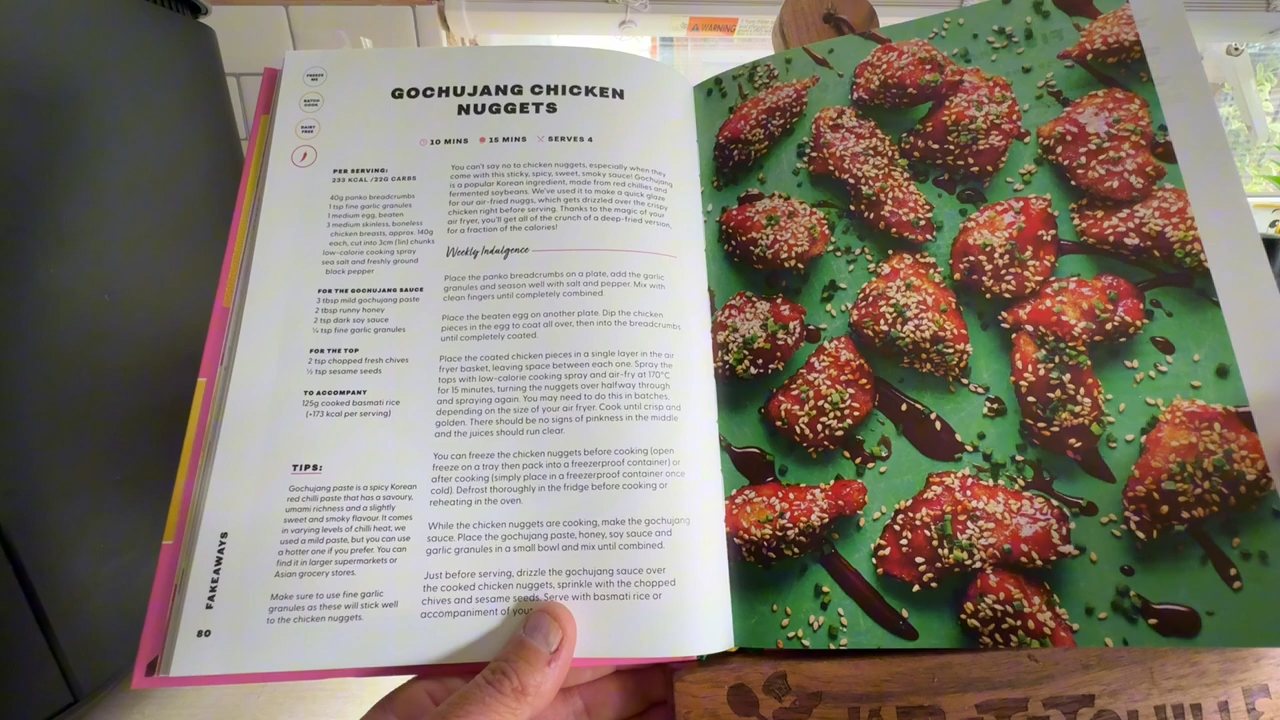 WARNING
FREEZE
ME
BATCH
COOK
DAIRY
FREE
GOCHUJANG CHICKEN
NUGGETS
10 MINS 15 MINS SERVES 4
PER SERVING:
233 KCAL /22G CARBS
40g panko breadcrumbs
1 tsp fine garlic granules
1 medium egg, beaten
3 medium skinless, boneless
chicken breasts, approx. 140g
each, cut into 3cm (1in) chunks
low-calorie cooking spray
sea salt and freshly ground
black pepper
FOR THE GOCHUJANG SAUCE
3 tbsp mild gochujang paste
2 tbsp runny honey
2 tsp dark soy sauce
¼ tsp fine garlic granules
FOR THE TOP
2 tsp chopped fresh chives
½ tsp sesame seeds
TO ACCOMPANY
125g cooked basmati rice
(+173 kcal per serving)
TIPS:
Gochujang paste is a spicy Korean
red chilli paste that has a savoury,
umami richness and a slightly
sweet and smoky flavour. It comes
in varying levels of chilli heat, we
used a mild paste, but you can use
a hotter one if you prefer. You can
find it in larger supermarkets or
Asian grocery stores.
Make sure to use fine garlic
granules as these will stick well
to the chicken nuggets.
You can't say no to chicken nuggets, especially when they
come with this sticky, spicy, sweet, smoky sauce! Gochujang
is a popular Korean ingredient, made from red chillies and
fermented soybeans. We've used it to make a quick glaze
for our air-fried nuggs, which gets drizzled over the crispy
chicken right before serving. Thanks to the magic of your
air fryer, you'll get all of the crunch of a deep-fried version,
for a fraction of the calories!
Weekly Indulgence
Place the panko breadcrumbs on a plate, add the garlic
granules and season well with salt and pepper. Mix with
clean fingers until completely combined.
Place the beaten egg on another plate. Dip the chicken
pieces in the egg to coat all over, then into the breadcrumbs
until completely coated.
Place the coated chicken pieces in a single layer in the air
fryer basket, leaving space between each one. Spray the
tops with low-calorie cooking spray and air-fry at 170°C
for 15 minutes, turning the nuggets over halfway through
and spraying again. You may need to do this in batches,
depending on the size of your air fryer. Cook until crisp and
golden. There should be no signs of pinkness in the middle
and the juices should run clear.
You can freeze the chicken nuggets before cooking (open
freeze on a tray then pack into a freezerproof container) or
after cooking (simply place in a freezerproof container once
cold). Defrost thoroughly in the fridge before cooking or
reheating in the oven.
While the chicken nuggets are cooking, make the gochujang
sauce. Place the gochujang paste, honey, soy sauce and
garlic granules in a small bowl and mix until combined.
Just before serving, drizzle the gochujang sauce over
the cooked chicken nuggets, sprinkle with the chopped
chives and sesame seeds. Serve with basmati rice or
accompaniment of your
FAKEAWAYS
80